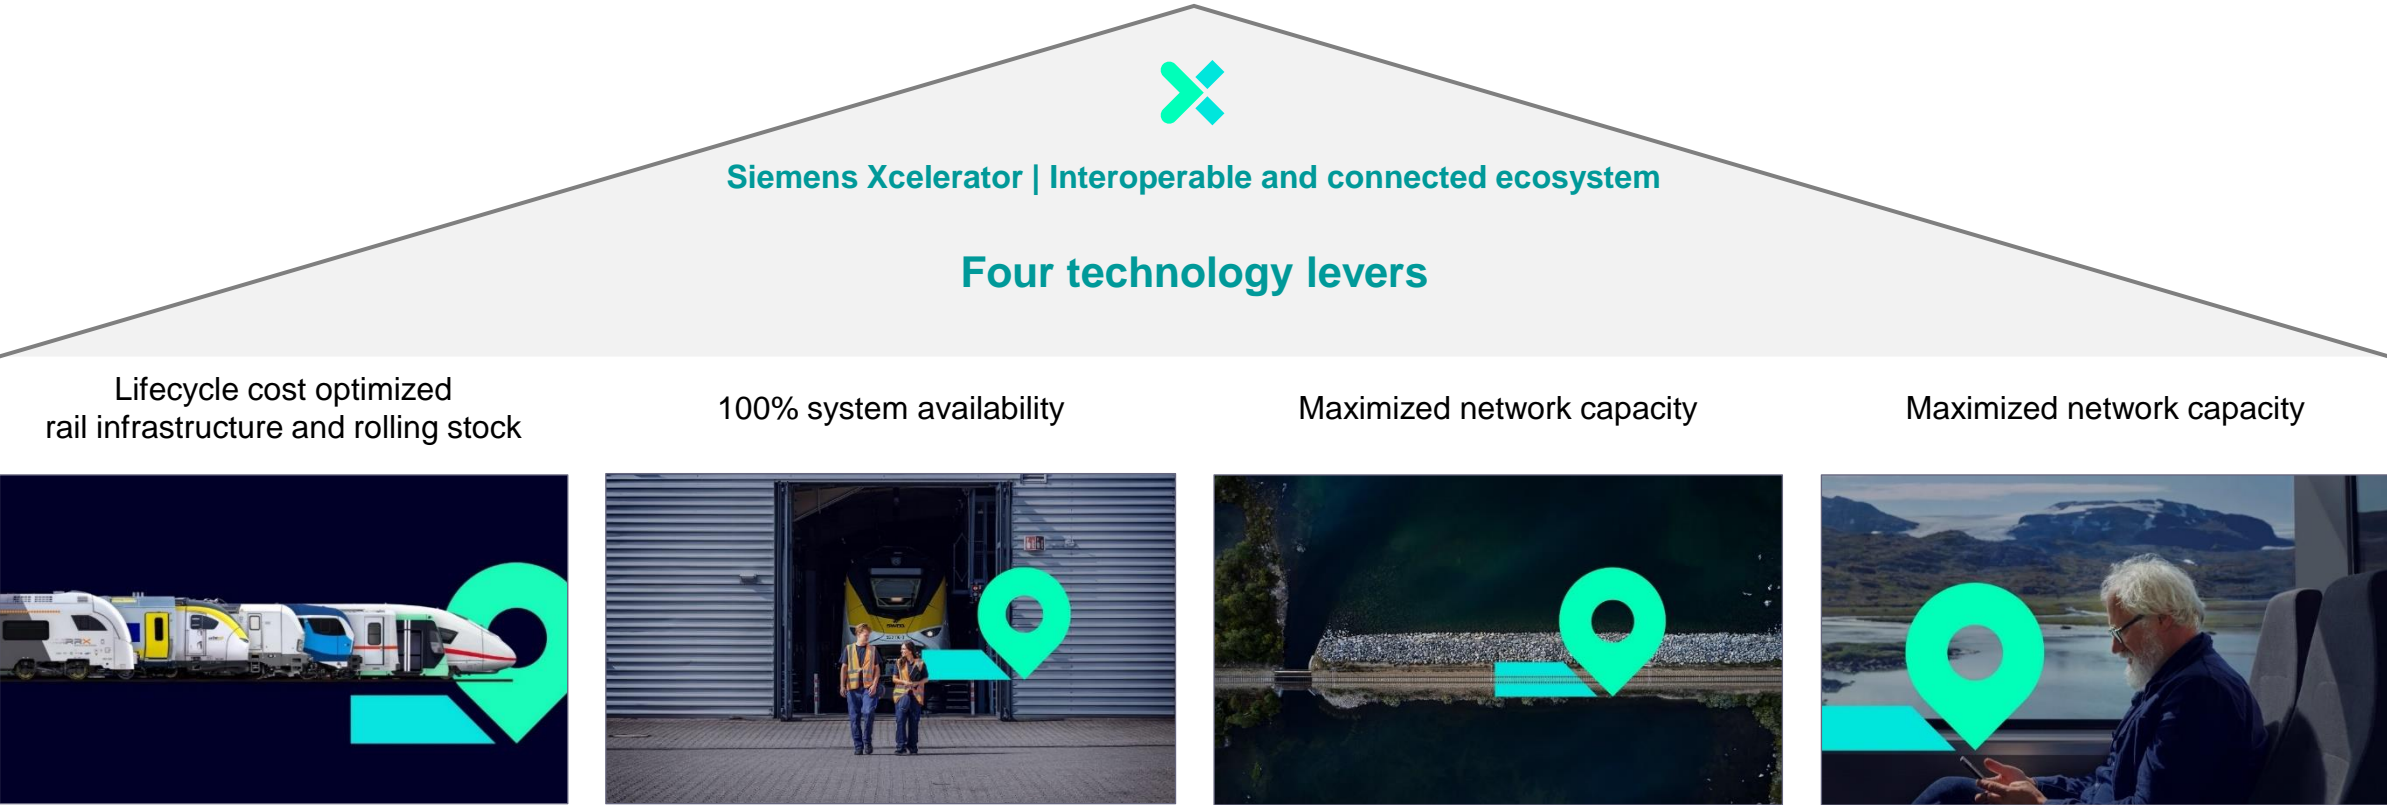 Siemens Xcelerator | Interoperable and connected ecosystem
Four technology levers
Lifecycle cost optimized
rail infrastructure and rolling stock
100% system availability
Maximized network capacity
Maximized network capacity